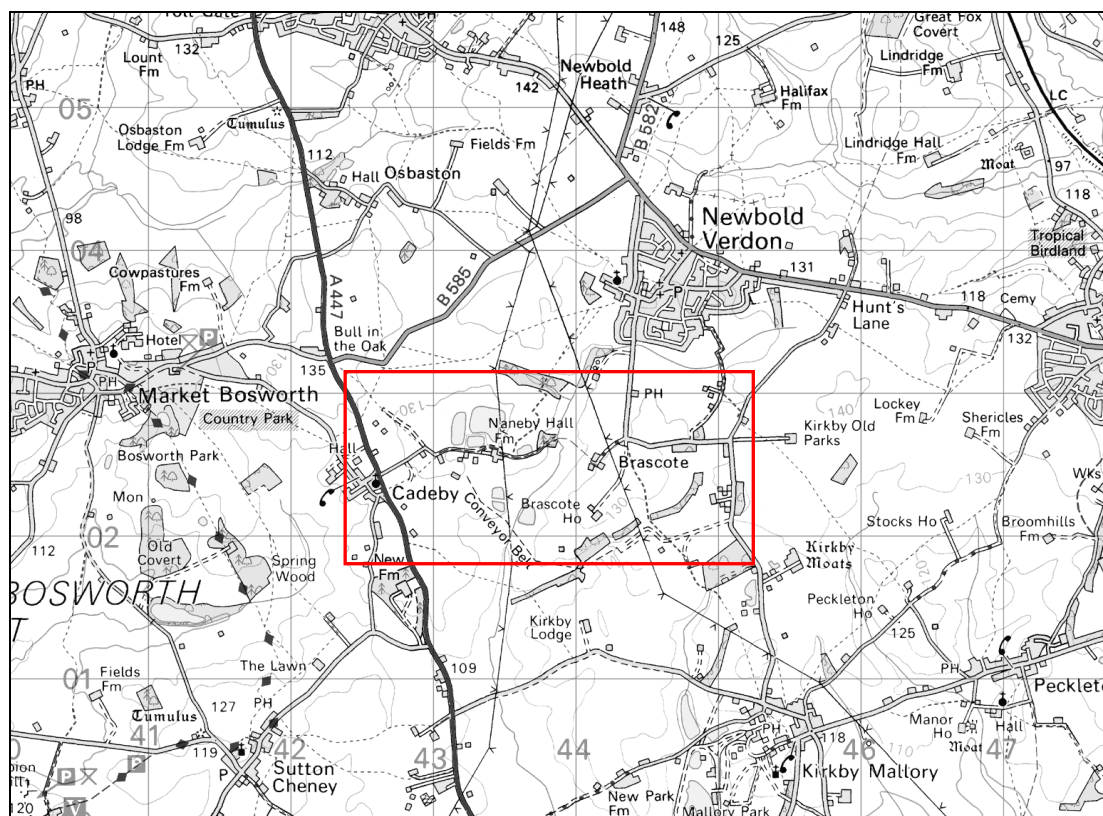 Toll Gate
PH
132
Lount
Fm
PH
148
125
Great Fox
Covert
Lindridge
Fm
Newbold
Heath
142
Halifax
Fm
LC
05
Tumulus
Osbaston
Lodge Fm
112
Fields Fm
B 582
Lindridge Hall
Fm
Moat
97
Hall
Osbaston
118
98
Newbold
Verdon
Tropical
Birdland
04
Cowpastures
Fm
A 447
B 585
P
131
118
Cemy
Hunt's
Lane
132
Hotel
P
Bull in
the Oak
130
135
P
PH
Market Bosworth
Country Park
130
PH
140
Lockey
Fm
Shericles
Fm
Naneby Hall
Fm
Kirkby Old
Parks
Bosworth Park
Hall
Brascote
130
Wks
Cadeby
Conveyor Belt
Brascote
Ho
130
Mon
Stocks Ho
Broomhills
Fm
02
Old
Covert
112
Spring
Wood
New
Fm
Kirkby
Moats
120
BOSWORTH
T
Peckleton
Ho
Kirkby
Lodge
125
The Lawn
109
PH
01
Fields
Fm
Peckleto
Tumulus
127
PH
Manor
Ho
Moat
Hall
0
41
42
43
44
46
47
119
PH
118
110
P
Sutton
Cheney
Kirkby Mallory
P
P
V
120
New Park
Fm
Mallory Park